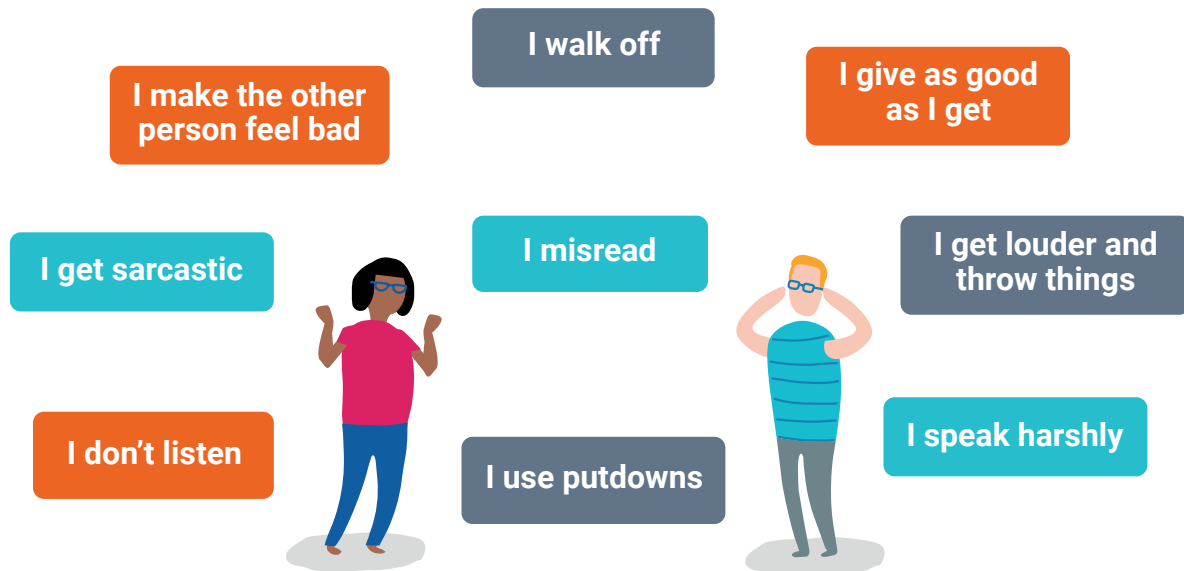 I walk off
I make the other
person feel bad
I give as good
as I get
I get sarcastic
I misread
I get louder and
throw things
I don’t listen
I use putdowns
I speak harshly